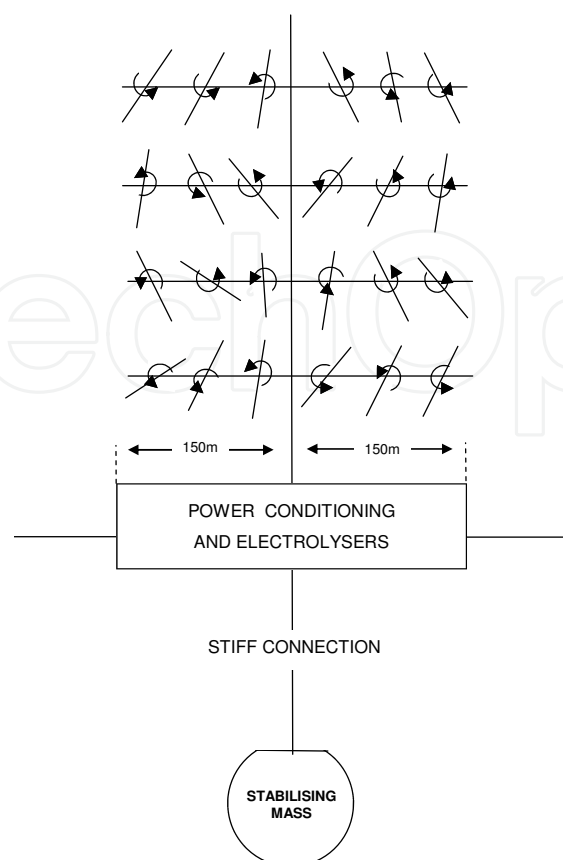 150m 150m
POWER CONDITIONING
AND ELECTROLYSERS
STIFF CONNECTION
STABILISING
MASS